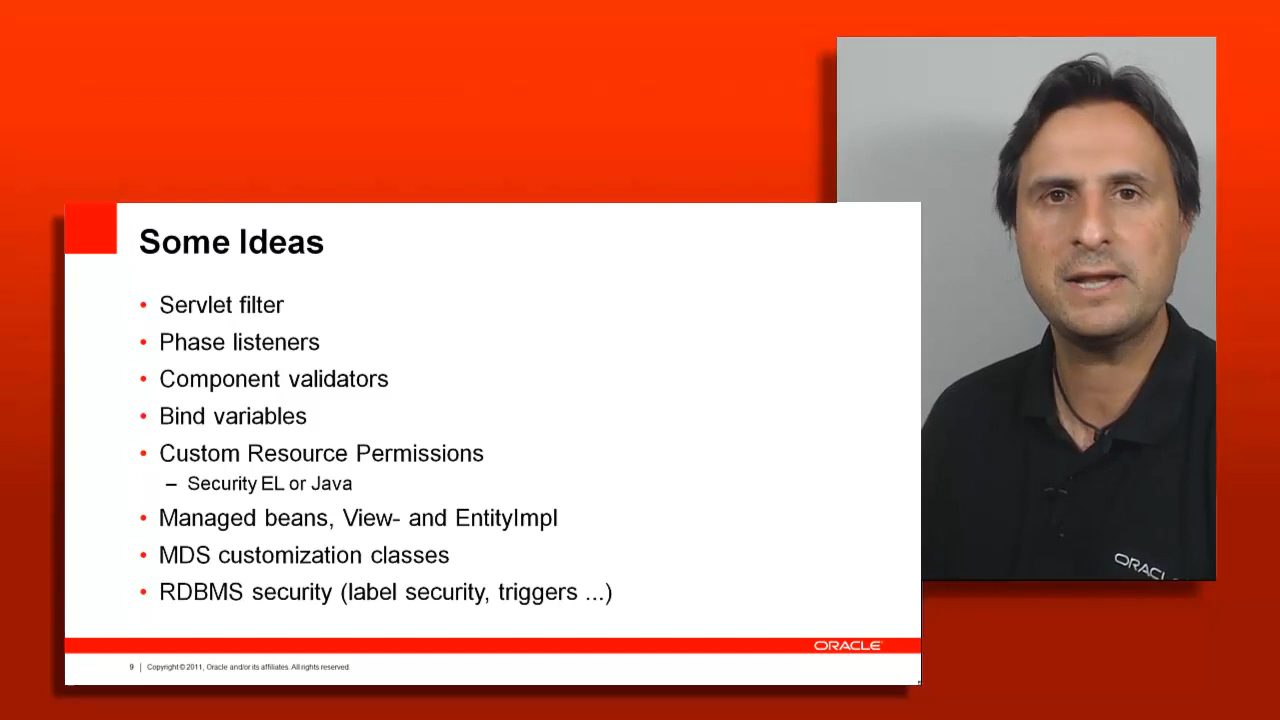 Some Ideas
• Servlet filter
• Phase listeners
• Component validators
• Bind variables
• Custom Resource Permissions
– Security EL or Java
• Managed beans, View- and EntityImpl
• MDS customization classes
• RDBMS security (label security, triggers ...)
ORACLE
9 | Copyright © 2011, Oracle and/or its affiliates. All rights reserved.
ORACLE